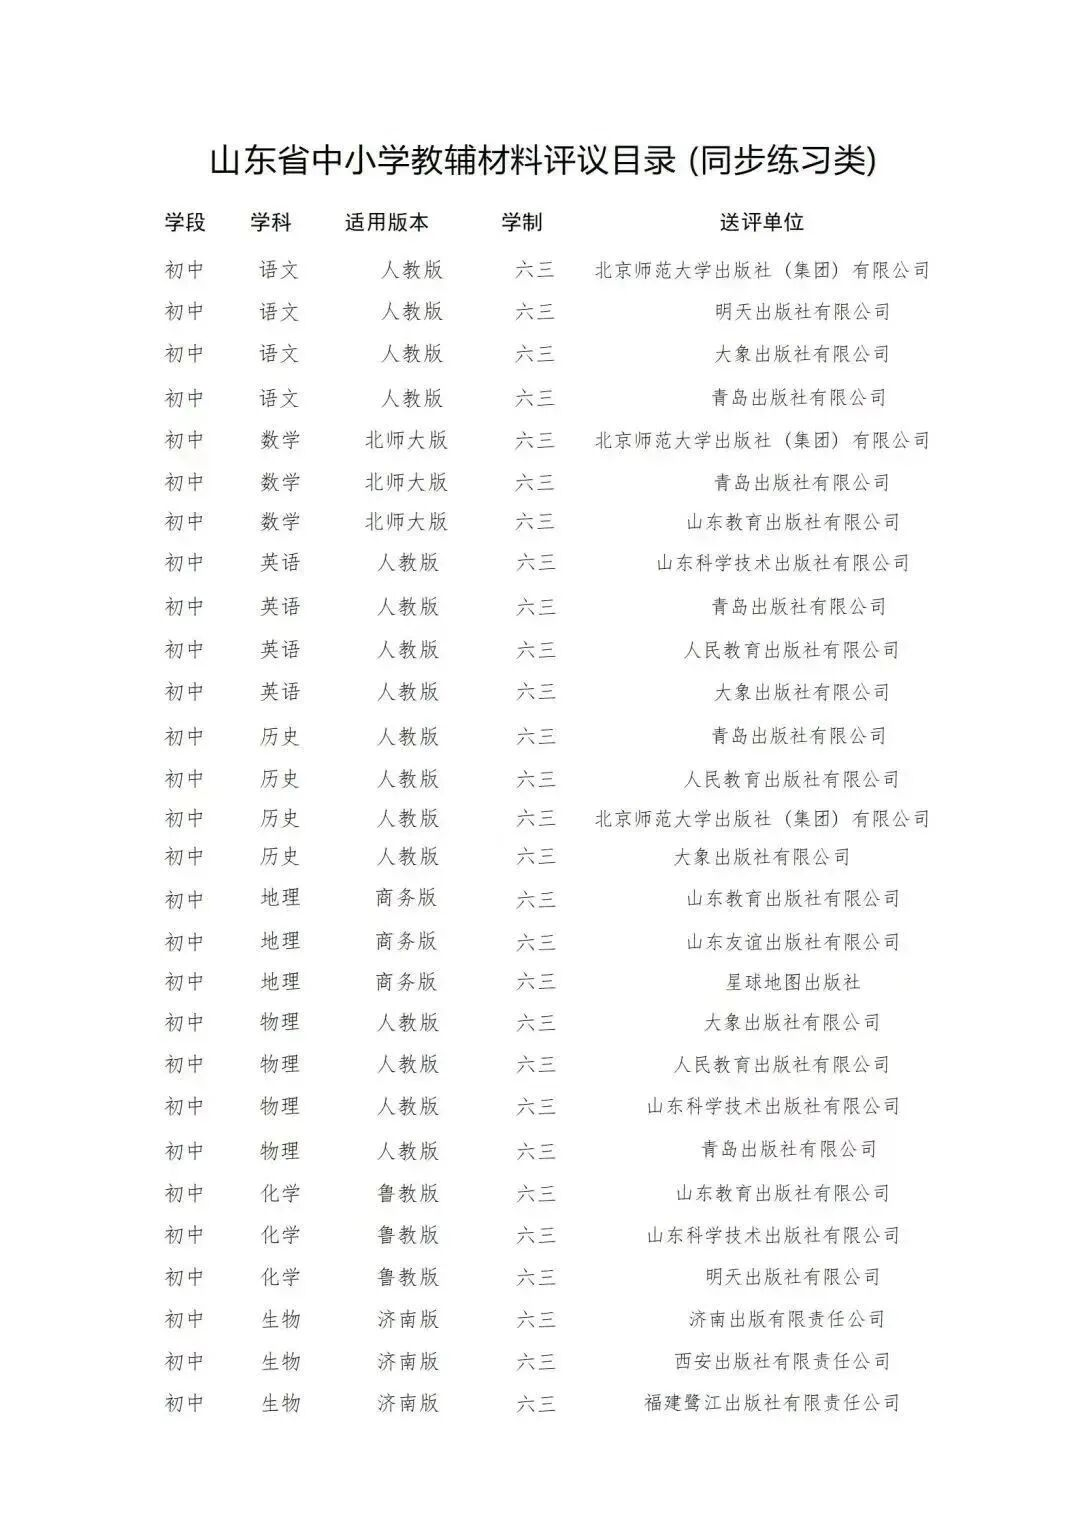 山东省中小学教辅材料评议目录 (同步练习类)
学段 学科 适用版本 学制 送评单位
初中 语文 人教版 六三 北京师范大学出版社（集团）有限公司
初中 语文 人教版 六三 明天出版社有限公司
初中 语文 人教版 六三 大象出版社有限公司
初中 语文 人教版 六三 青岛出版社有限公司
初中 数学 北师大版 六三 北京师范大学出版社（集团）有限公司
初中 数学 北师大版 六三 青岛出版社有限公司
初中 数学 北师大版 六三 山东教育出版社有限公司
初中 英语 人教版 六三 山东科学技术出版社有限公司
初中 英语 人教版 六三 青岛出版社有限公司
初中 英语 人教版 六三 人民教育出版社有限公司
初中 英语 人教版 六三 大象出版社有限公司
初中 历史 人教版 六三 青岛出版社有限公司
初中 历史 人教版 六三 人民教育出版社有限公司
初中 历史 人教版 六三 北京师范大学出版社（集团）有限公司
初中 历史 人教版 六三 大象出版社有限公司
初中 地理 商务版 六三 山东教育出版社有限公司
初中 地理 商务版 六三 山东友谊出版社有限公司
初中 地理 商务版 六三 星球地图出版社
初中 物理 人教版 六三 大象出版社有限公司
初中 物理 人教版 六三 人民教育出版社有限公司
初中 物理 人教版 六三 山东科学技术出版社有限公司
初中 物理 人教版 六三 青岛出版社有限公司
初中 化学 鲁教版 六三 山东教育出版社有限公司
初中 化学 鲁教版 六三 山东科学技术出版社有限公司
初中 化学 鲁教版 六三 明天出版社有限公司
初中 生物 济南版 六三 济南出版有限责任公司
初中 生物 济南版 六三 西安出版社有限责任公司
初中 生物 济南版 六三 福建鹭江出版社有限责任公司